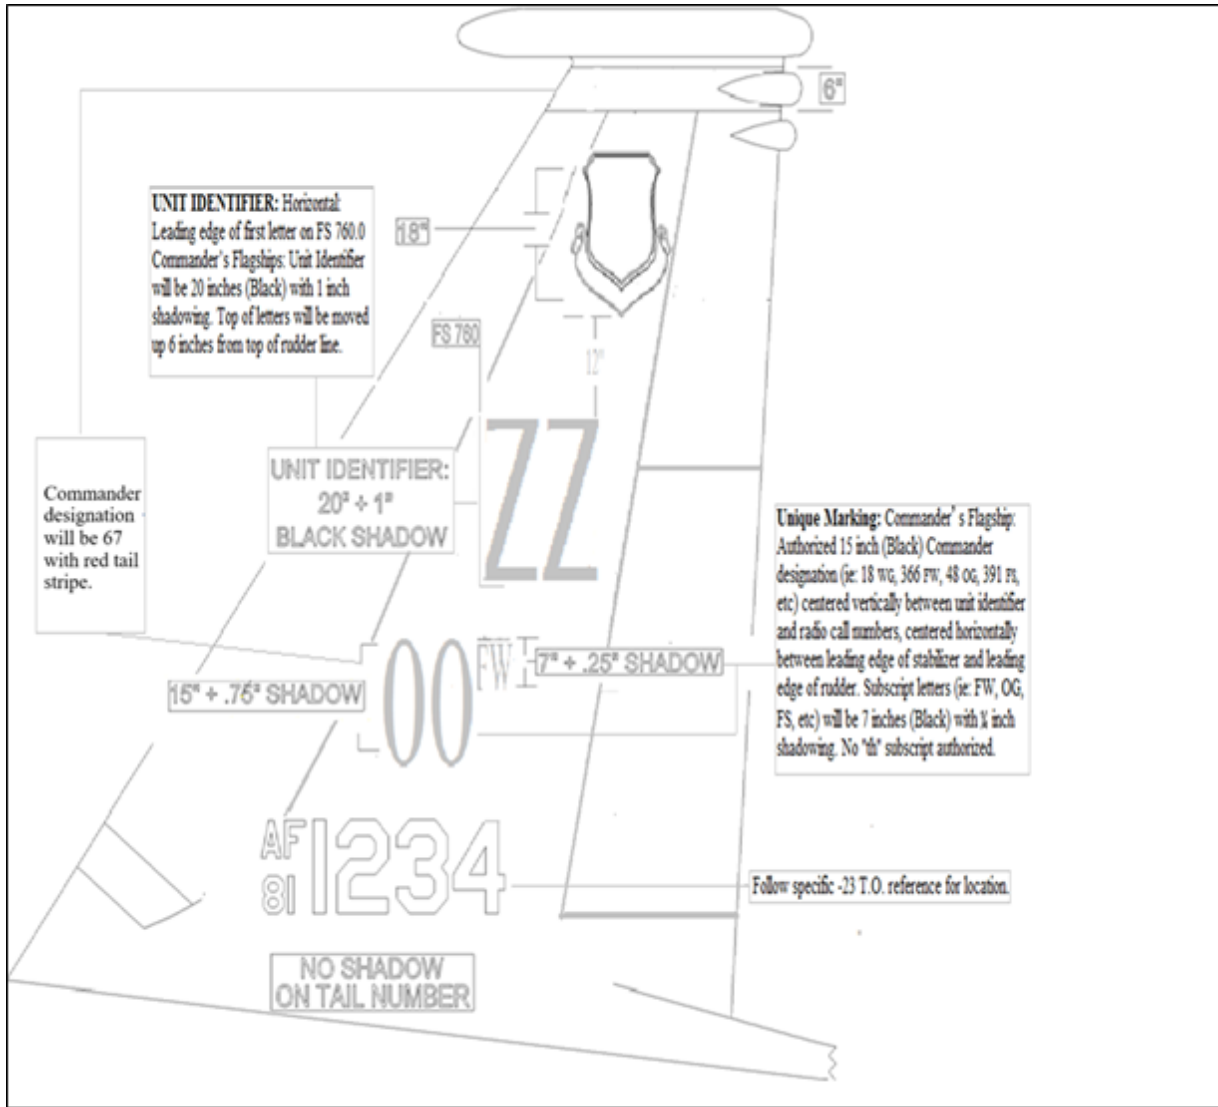 6"
UNIT IDENTIFIER: Horizontal:
Leading edge of first letter on FS 760.0
Commander's Flagships: Unit Identifier
will be 20 inches (Black) with 1 inch
shadowing. Top of letters will be moved
up 6 inches from top of rudder line.
18"
FS 760
12"
ZZ
UNIT IDENTIFIER:
20" + 1"
BLACK SHADOW
Commander
designation
will be 67
with red tail
stripe.
Unique Marking: Commander's Flagship:
Authorized 15 inch (Black) Commander
designation (ie: 18 WG, 366 FW, 48 OG, 391 FS,
etc) centered vertically between unit identifier
and radio call numbers, centered horizontally
between leading edge of stabilizer and leading
edge of rudder. Subscript letters (ie: FW, OG,
FS, etc) will be 7 inches (Black) with ¼ inch
shadowing. No "th" subscript authorized.
00 FW
7" + .25" SHADOW
15" + .75" SHADOW
AF
81
1234
Follow specific -23 T.O. reference for location.
NO SHADOW
ON TAIL NUMBER